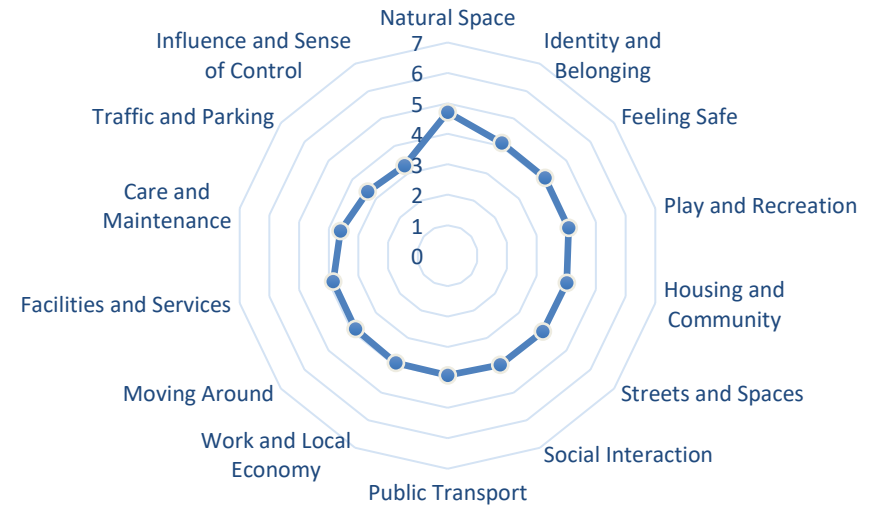 Natural Space
Identity and
Belonging
Feeling Safe
Play and Recreation
Housing and
Community
Streets and Spaces
Social Interaction
Public Transport
Work and Local
Economy
Moving Around
Facilities and Services
Care and
Maintenance
Traffic and Parking
Influence and Sense
of Control
7
6
5
4
3
2
1
0